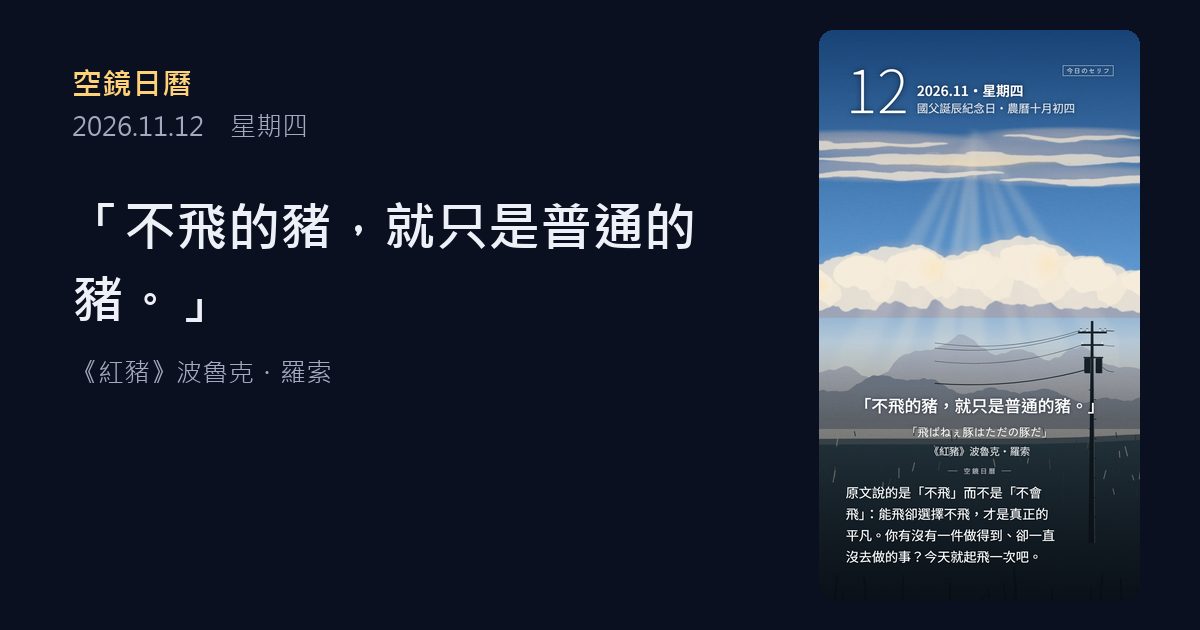 空鏡日曆
2026.11.12　星期四
「不飛的豬，就只是普通的
豬。」
《紅豬》波魯克・羅索
12
今日のセリフ
2026.11・星期四
國父誕辰紀念日・農曆十月初四
「不飛的豬，就只是普通的豬。」
「飛ばねぇ豚はただの豚だ」
《紅豬》波魯克・羅索
— 空鏡日曆 —
原文說的是「不飛」而不是「不會
飛」：能飛卻選擇不飛，才是真正的
平凡。你有沒有一件做得到、卻一直
沒去做的事？今天就起飛一次吧。